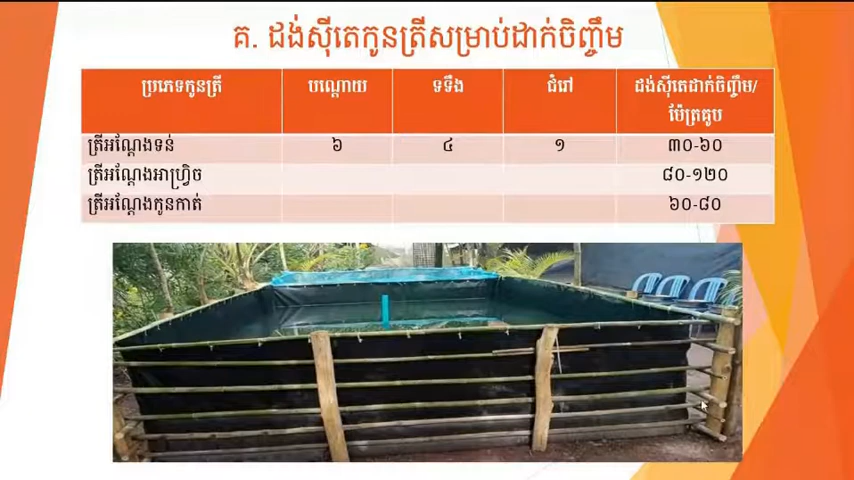 គ. ដង់ស៊ីតេកូនត្រីសម្រាប់ដាក់ចិញ្ចឹម
ប្រភេទកូនត្រី បណ្តោយ ទទឹង ជំរៅ ដង់ស៊ីតេដាក់ចិញ្ចឹម/
ម៉ែត្រគូប
ត្រីអណ្តែងទន់ ៦ ៤ ១ ៣០-៦០
ត្រីអណ្តែងអាហ្រ្វិច ៨០-១២០
ត្រីអណ្តែងកូនកាត់ ៦០-៨០